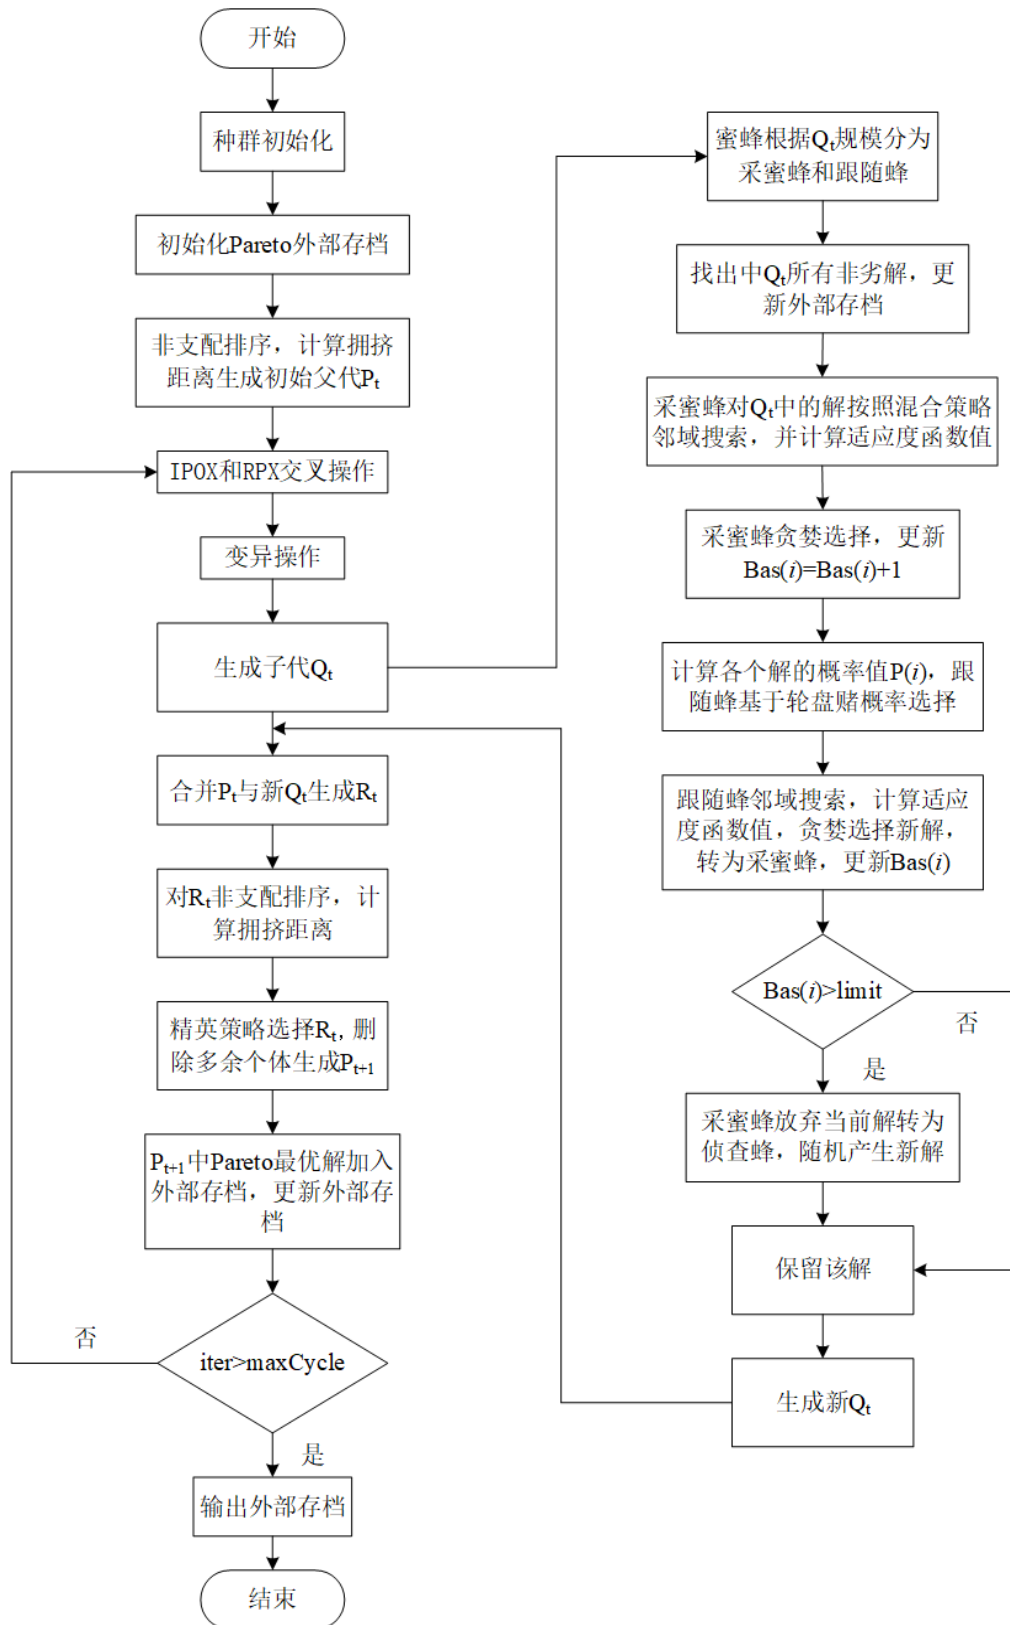 开始
种群初始化
初始化Pareto外部存档
非支配排序，计算拥挤
距离生成初始父代Pt
IPOX和RPX交叉操作
变异操作
生成子代Qt
合并Pt与新Qt生成Rt
对Rt非支配排序，计
算拥挤距离
精英策略选择Rt,删
除多余个体生成Pt+1
Pt+1中Pareto最优解加入
外部存档，更新外部存
档
否
iter>maxCycle
是
输出外部存档
结束
蜜蜂根据Qt规模分为
采蜜蜂和跟随蜂
找出中Qt所有非劣解，更
新外部存档
采蜜蜂对Qt中的解按照混合策略
邻域搜索，并计算适应度函数值
采蜜蜂贪婪选择，更新
Bas(i)=Bas(i)+1
计算各个解的概率值P(i)，跟
随蜂基于轮盘赌概率选择
跟随蜂邻域搜索，计算适应
度函数值，贪婪选择新解，
转为采蜜蜂，更新Bas(i)
Bas(i)>limit
否
是
采蜜蜂放弃当前解转为
侦查蜂，随机产生新解
保留该解
生成新Qt